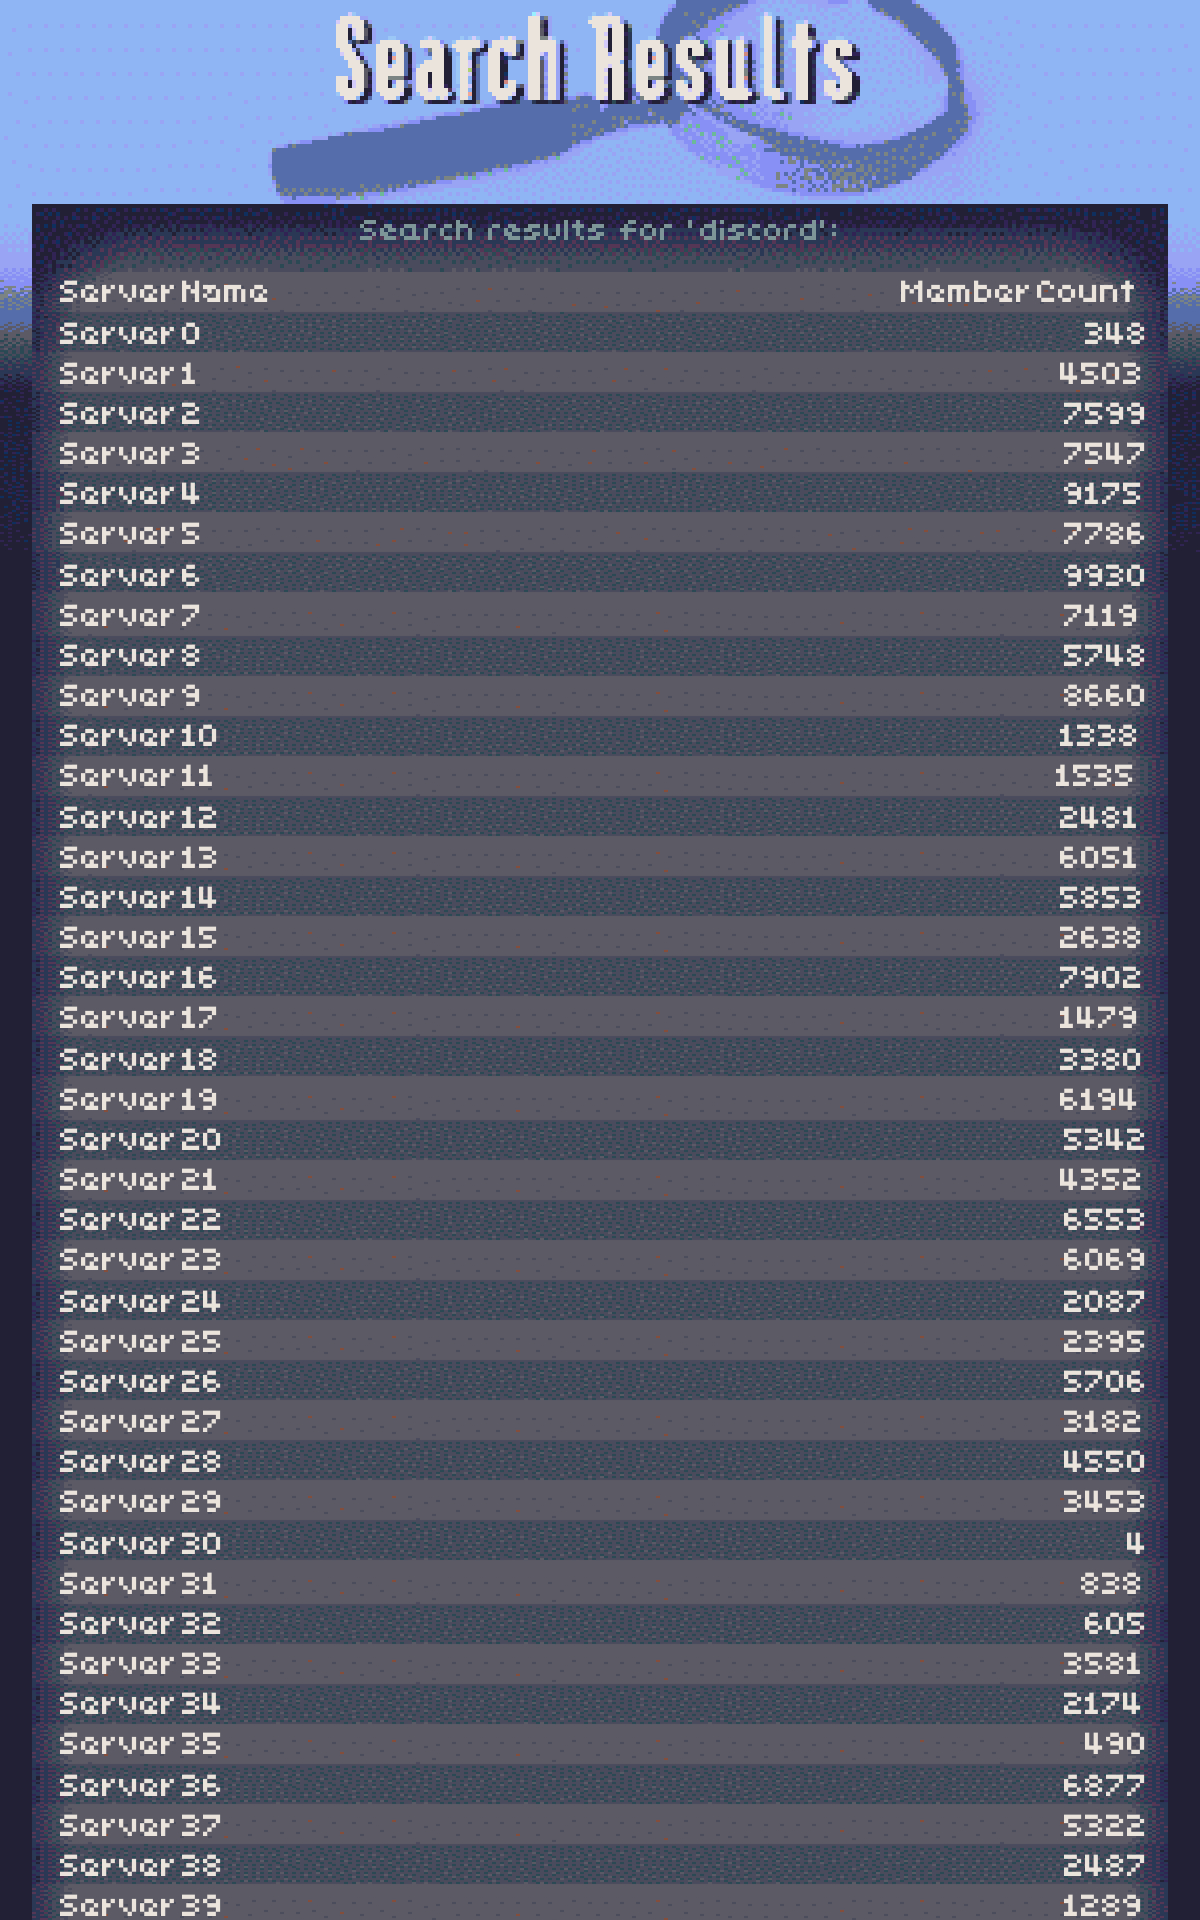 Search Results
Search results for 'discord':
Server Name Member Count
Server 0 348
Server 1 4503
Server 2 7599
Server 3 7547
Server 4 9175
Server 5 7786
Server 6 9930
Server 7 7119
Server 8 5748
Server 9 8660
Server 10 1338
Server 11 1535
Server 12 2481
Server 13 6051
Server 14 5853
Server 15 2638
Server 16 7902
Server 17 1479
Server 18 3380
Server 19 6194
Server 20 5342
Server 21 4352
Server 22 6553
Server 23 6069
Server 24 2087
Server 25 2395
Server 26 5706
Server 27 3182
Server 28 4550
Server 29 3453
Server 30 4
Server 31 838
Server 32 605
Server 33 3581
Server 34 2174
Server 35 490
Server 36 6877
Server 37 5322
Server 38 2487
Server 39 1289